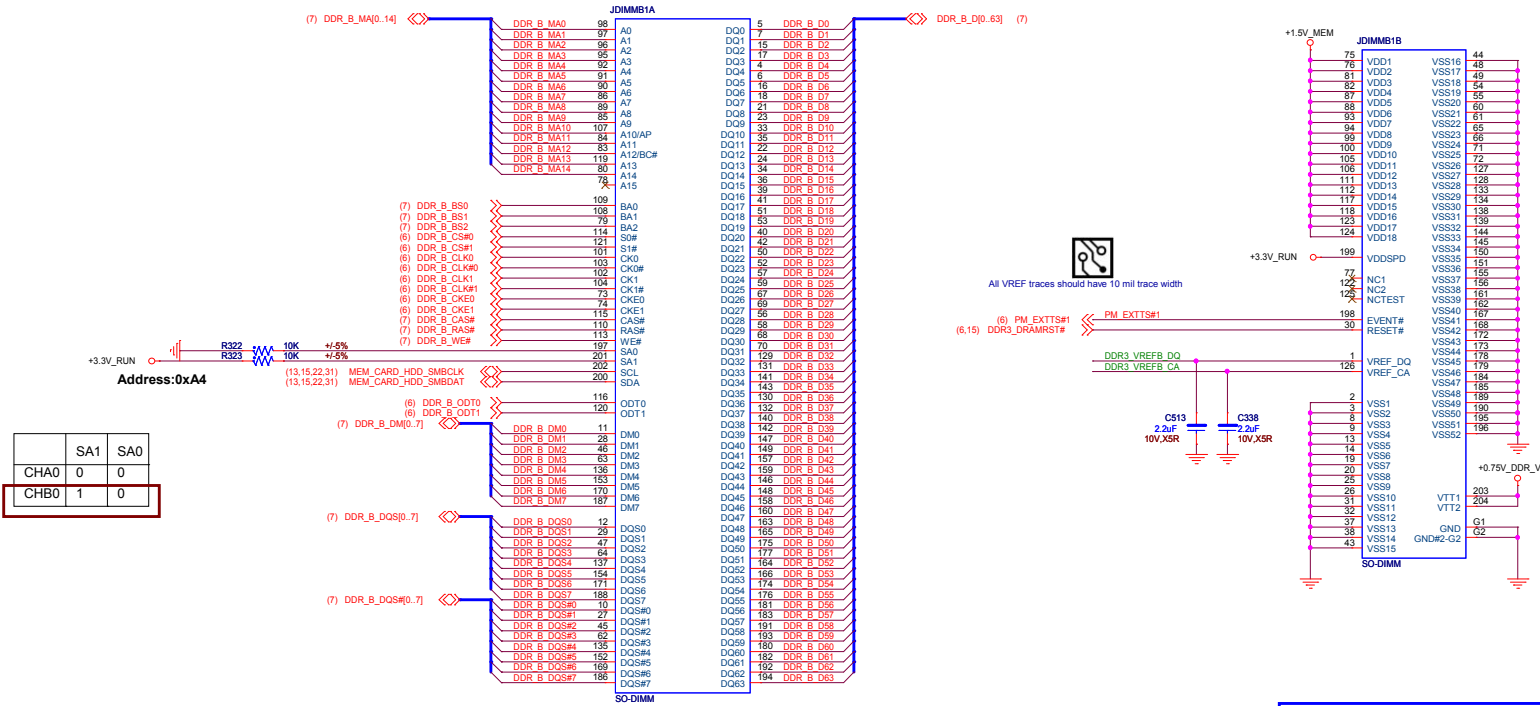 JDIMMB1A
(7) DDR_B_MA[0..14]
DDR_B_MA0 98 A0
DDR_B_MA1 97 A1
DDR_B_MA2 96 A2
DDR_B_MA3 95 A3
DDR_B_MA4 92 A4
DDR_B_MA5 91 A5
DDR_B_MA6 90 A6
DDR_B_MA7 86 A7
DDR_B_MA8 89 A8
DDR_B_MA9 85 A9
DDR_B_MA10 107 A10/AP
DDR_B_MA11 84 A11
DDR_B_MA12 83 A12/BC#
DDR_B_MA13 119 A13
DDR_B_MA14 80 A14
78 A15
(7) DDR_B_BS0 109 BA0
(7) DDR_B_BS1 108 BA1
(7) DDR_B_BS2 79 BA2
(6) DDR_B_CS#0 114 S0#
(6) DDR_B_CS#1 121 S1#
(6) DDR_B_CLK0 101 CK0
(6) DDR_B_CLK#0 103 CK0#
(6) DDR_B_CLK1 102 CK1
(6) DDR_B_CLK#1 104 CK1#
(6) DDR_B_CKE0 73 CKE0
(6) DDR_B_CKE1 74 CKE1
(7) DDR_B_CAS# 115 CAS#
(7) DDR_B_RAS# 110 RAS#
(7) DDR_B_WE# 113 WE#
R322 10K +/-5% 197 SA0
+3.3V_RUN R323 10K +/-5% 201 SA1
Address:0xA4
(13,15,22,31) MEM_CARD_HDD_SMBCLK 202 SCL
(13,15,22,31) MEM_CARD_HDD_SMBDAT 200 SDA
(6) DDR_B_ODT0 116 ODT0
(6) DDR_B_ODT1 120 ODT1
(7) DDR_B_DM[0..7]
DDR_B_DM0 11 DM0
DDR_B_DM1 28 DM1
DDR_B_DM2 46 DM2
DDR_B_DM3 63 DM3
DDR_B_DM4 136 DM4
DDR_B_DM5 153 DM5
DDR_B_DM6 170 DM6
DDR_B_DM7 187 DM7
SA1 SA0
CHA0 0 0
CHB0 1 0
(7) DDR_B_DQS[0..7]
DDR_B_DQS0 12 DQS0
DDR_B_DQS1 29 DQS1
DDR_B_DQS2 47 DQS2
DDR_B_DQS3 64 DQS3
DDR_B_DQS4 137 DQS4
DDR_B_DQS5 154 DQS5
DDR_B_DQS6 171 DQS6
DDR_B_DQS7 188 DQS7
(7) DDR_B_DQS#[0..7]
DDR_B_DQS#0 10 DQS#0
DDR_B_DQS#1 27 DQS#1
DDR_B_DQS#2 45 DQS#2
DDR_B_DQS#3 62 DQS#3
DDR_B_DQS#4 135 DQS#4
DDR_B_DQS#5 152 DQS#5
DDR_B_DQS#6 169 DQS#6
DDR_B_DQS#7 186 DQS#7
DDR_B_D[0..63] (7)
DQ0 5 DDR_B_D0
DQ1 7 DDR_B_D1
DQ2 15 DDR_B_D2
DQ3 17 DDR_B_D3
DQ4 4 DDR_B_D4
DQ5 6 DDR_B_D5
DQ6 16 DDR_B_D6
DQ7 18 DDR_B_D7
DQ8 21 DDR_B_D8
DQ9 23 DDR_B_D9
DQ10 33 DDR_B_D10
DQ11 35 DDR_B_D11
DQ12 22 DDR_B_D12
DQ13 24 DDR_B_D13
DQ14 34 DDR_B_D14
DQ15 36 DDR_B_D15
DQ16 39 DDR_B_D16
DQ17 41 DDR_B_D17
DQ18 51 DDR_B_D18
DQ19 53 DDR_B_D19
DQ20 40 DDR_B_D20
DQ21 42 DDR_B_D21
DQ22 50 DDR_B_D22
DQ23 52 DDR_B_D23
DQ24 57 DDR_B_D24
DQ25 59 DDR_B_D25
DQ26 67 DDR_B_D26
DQ27 69 DDR_B_D27
DQ28 56 DDR_B_D28
DQ29 58 DDR_B_D29
DQ30 68 DDR_B_D30
DQ31 70 DDR_B_D31
DQ32 129 DDR_B_D32
DQ33 131 DDR_B_D33
DQ34 141 DDR_B_D34
DQ35 143 DDR_B_D35
DQ36 130 DDR_B_D36
DQ37 132 DDR_B_D37
DQ38 140 DDR_B_D38
DQ39 142 DDR_B_D39
DQ40 147 DDR_B_D40
DQ41 149 DDR_B_D41
DQ42 157 DDR_B_D42
DQ43 159 DDR_B_D43
DQ44 146 DDR_B_D44
DQ45 148 DDR_B_D45
DQ46 158 DDR_B_D46
DQ47 160 DDR_B_D47
DQ48 163 DDR_B_D48
DQ49 165 DDR_B_D49
DQ50 175 DDR_B_D50
DQ51 177 DDR_B_D51
DQ52 164 DDR_B_D52
DQ53 166 DDR_B_D53
DQ54 174 DDR_B_D54
DQ55 176 DDR_B_D55
DQ56 181 DDR_B_D56
DQ57 183 DDR_B_D57
DQ58 191 DDR_B_D58
DQ59 193 DDR_B_D59
DQ60 180 DDR_B_D60
DQ61 182 DDR_B_D61
DQ62 192 DDR_B_D62
DQ63 194 DDR_B_D63
SO-DIMM
+1.5V_MEM
JDIMMB1B
75 VDD1
76 VDD2
81 VDD3
82 VDD4
87 VDD5
88 VDD6
93 VDD7
94 VDD8
99 VDD9
100 VDD10
105 VDD11
106 VDD12
111 VDD13
112 VDD14
117 VDD15
118 VDD16
123 VDD17
124 VDD18
+3.3V_RUN 199 VDDSPD
77 NC1
122 NC2
125 NCTEST
All VREF traces should have 10 mil trace width
(6) PM_EXTTS#1 PM_EXTTS#1 198 EVENT#
(6,15) DDR3_DRAMRST# 30 RESET#
DDR3_VREFB_DQ 1 VREF_DQ
DDR3_VREFB_CA 126 VREF_CA
C513 C338
2.2uF 2.2uF
10V,X5R 10V,X5R
2 VSS1
3 VSS2
8 VSS3
9 VSS4
13 VSS5
14 VSS6
19 VSS7
20 VSS8
25 VSS9
26 VSS10
31 VSS11
32 VSS12
37 VSS13
38 VSS14
43 VSS15
VSS16 44
VSS17 48
VSS18 49
VSS19 54
VSS20 55
VSS21 60
VSS22 61
VSS23 65
VSS24 66
VSS25 71
VSS26 72
VSS27 127
VSS28 128
VSS29 133
VSS30 134
VSS31 138
VSS32 139
VSS33 144
VSS34 145
VSS35 150
VSS36 151
VSS37 155
VSS38 156
VSS39 161
VSS40 162
VSS41 167
VSS42 168
VSS43 172
VSS44 173
VSS45 178
VSS46 179
VSS47 184
VSS48 185
VSS49 189
VSS50 190
VSS51 195
VSS52 196
+0.75V_DDR_V
VTT1 203
VTT2 204
GND G1
GND#2-G2 G2
SO-DIMM